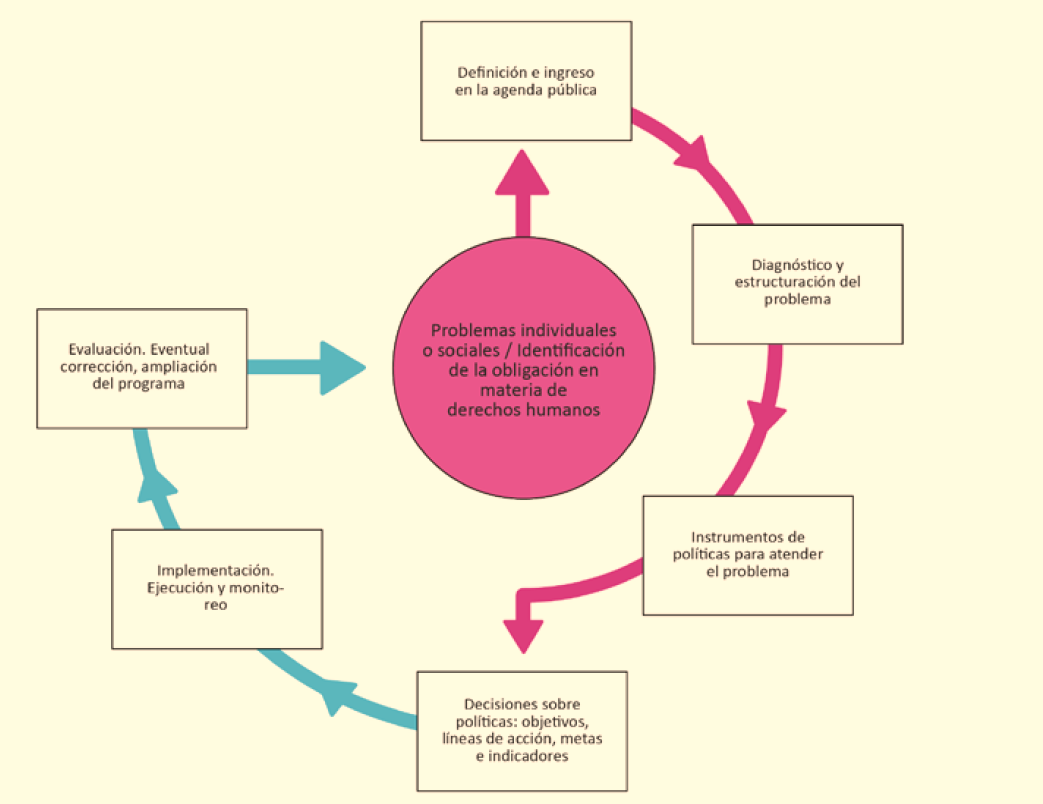 Definición e ingreso
en la agenda pública
Diagnóstico y
estructuración del
problema
Problemas individuales
o sociales / Identificación
de la obligación en
materia de
derechos humanos
Evaluación. Eventual
corrección, ampliación
del programa
Instrumentos de
políticas para atender
el problema
Implementación.
Ejecución y monito-
reo
Decisiones sobre
políticas: objetivos,
líneas de acción, metas
e indicadores